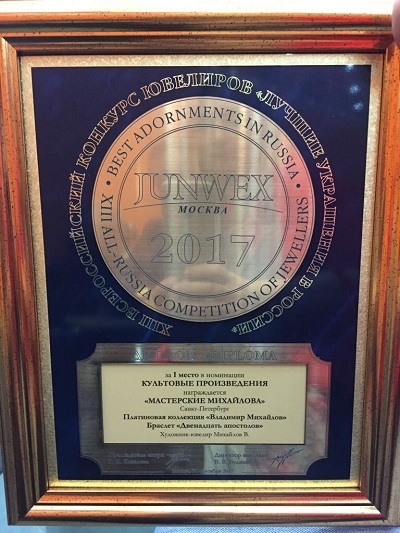 XIII ВСЕРОССИЙСКИЙ КОНКУРС ЮВЕЛИРОВ «ЛУЧШИЕ УКРАШЕНИЯ В РОССИИ»
BEST ADORNMENTS IN RUSSIA
XIII ALL-RUSSIA COMPETITION OF JEWELLERS
JUNWEX
МОСКВА
2017
DIPLOMA
за I место в номинации
КУЛЬТОВЫЕ ПРОИЗВЕДЕНИЯ
награждается
«МАСТЕРСКИЕ МИХАЙЛОВА»
Санкт-Петербург
Платиновая коллекция «Владимир Михайлов»
Браслет «Двенадцать апостолов»
Художник-ювелир Михайлов В.